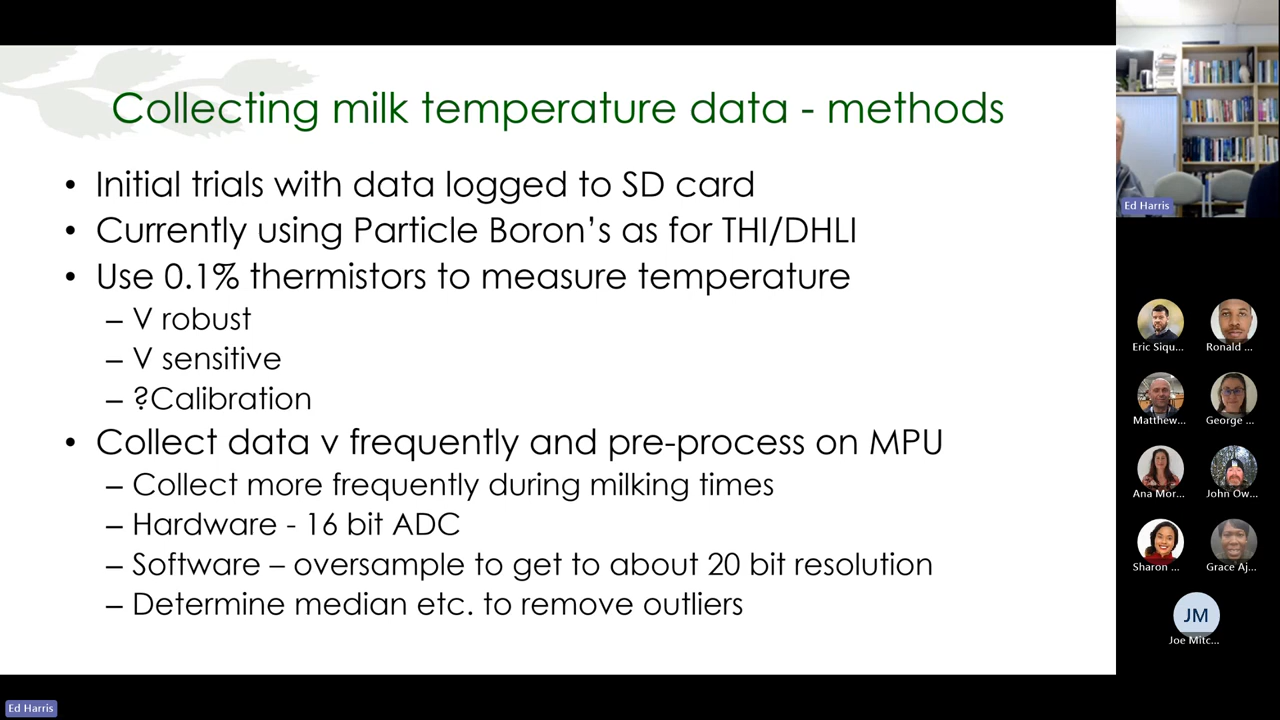 Collecting milk temperature data - methods
• Initial trials with data logged to SD card
• Currently using Particle Boron’s as for THI/DHLI
• Use 0.1% thermistors to measure temperature
– V robust
– V sensitive
– ?Calibration
• Collect data v frequently and pre-process on MPU
– Collect more frequently during milking times
– Hardware - 16 bit ADC
– Software – oversample to get to about 20 bit resolution
– Determine median etc. to remove outliers
Ed Harris
Eric Siqu...
Ronald ...
Matthew...
George ...
Ana Mor...
John Ow...
Sharon ...
Grace Aj...
JM
Joe Mitc...
Ed Harris